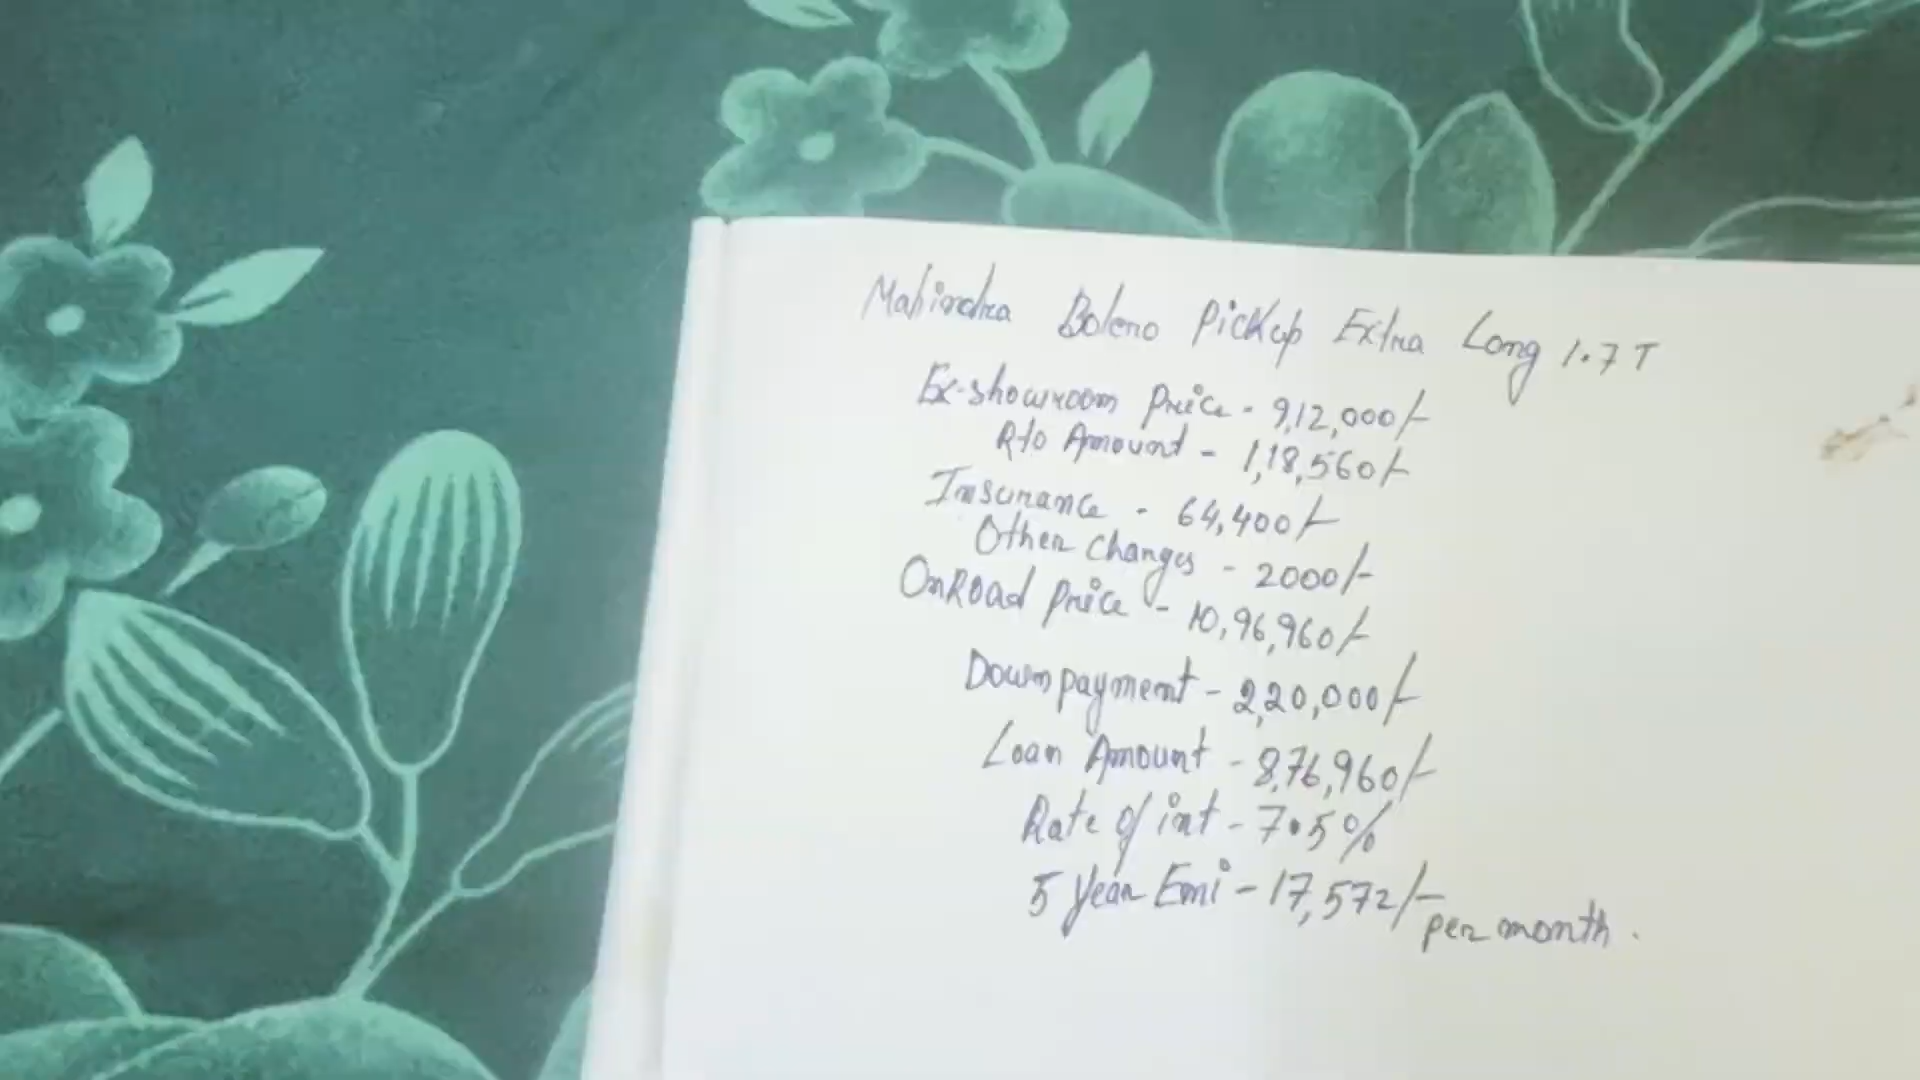 Mahindra Bolero Pickup Extra Long 1.7 T
Ex-showroom Price - 9,12,000/-
Rto Amount - 1,18,560/-
Insurance - 64,400/-
Other Charges - 2000/-
OnRoad Price - 10,96,960/-
Downpayment - 2,20,000/-
Loan Amount - 8,76,960/-
Rate of int - 7.5%
5 Year Emi - 17,572/- per month.